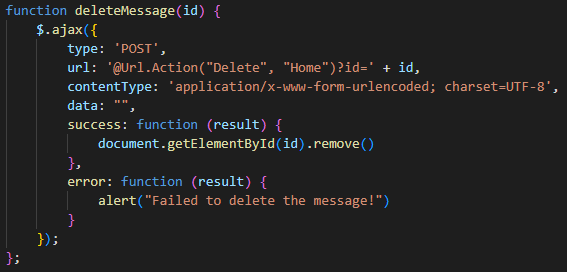 function deleteMessage(id) {
    $.ajax({
        type: 'POST',
        url: '@Url.Action("Delete", "Home")?id=' + id,
        contentType: 'application/x-www-form-urlencoded; charset=UTF-8',
        data: "",
        success: function (result) {
            document.getElementById(id).remove()
        },
        error: function (result) {
            alert("Failed to delete the message!")
        }
    });
};